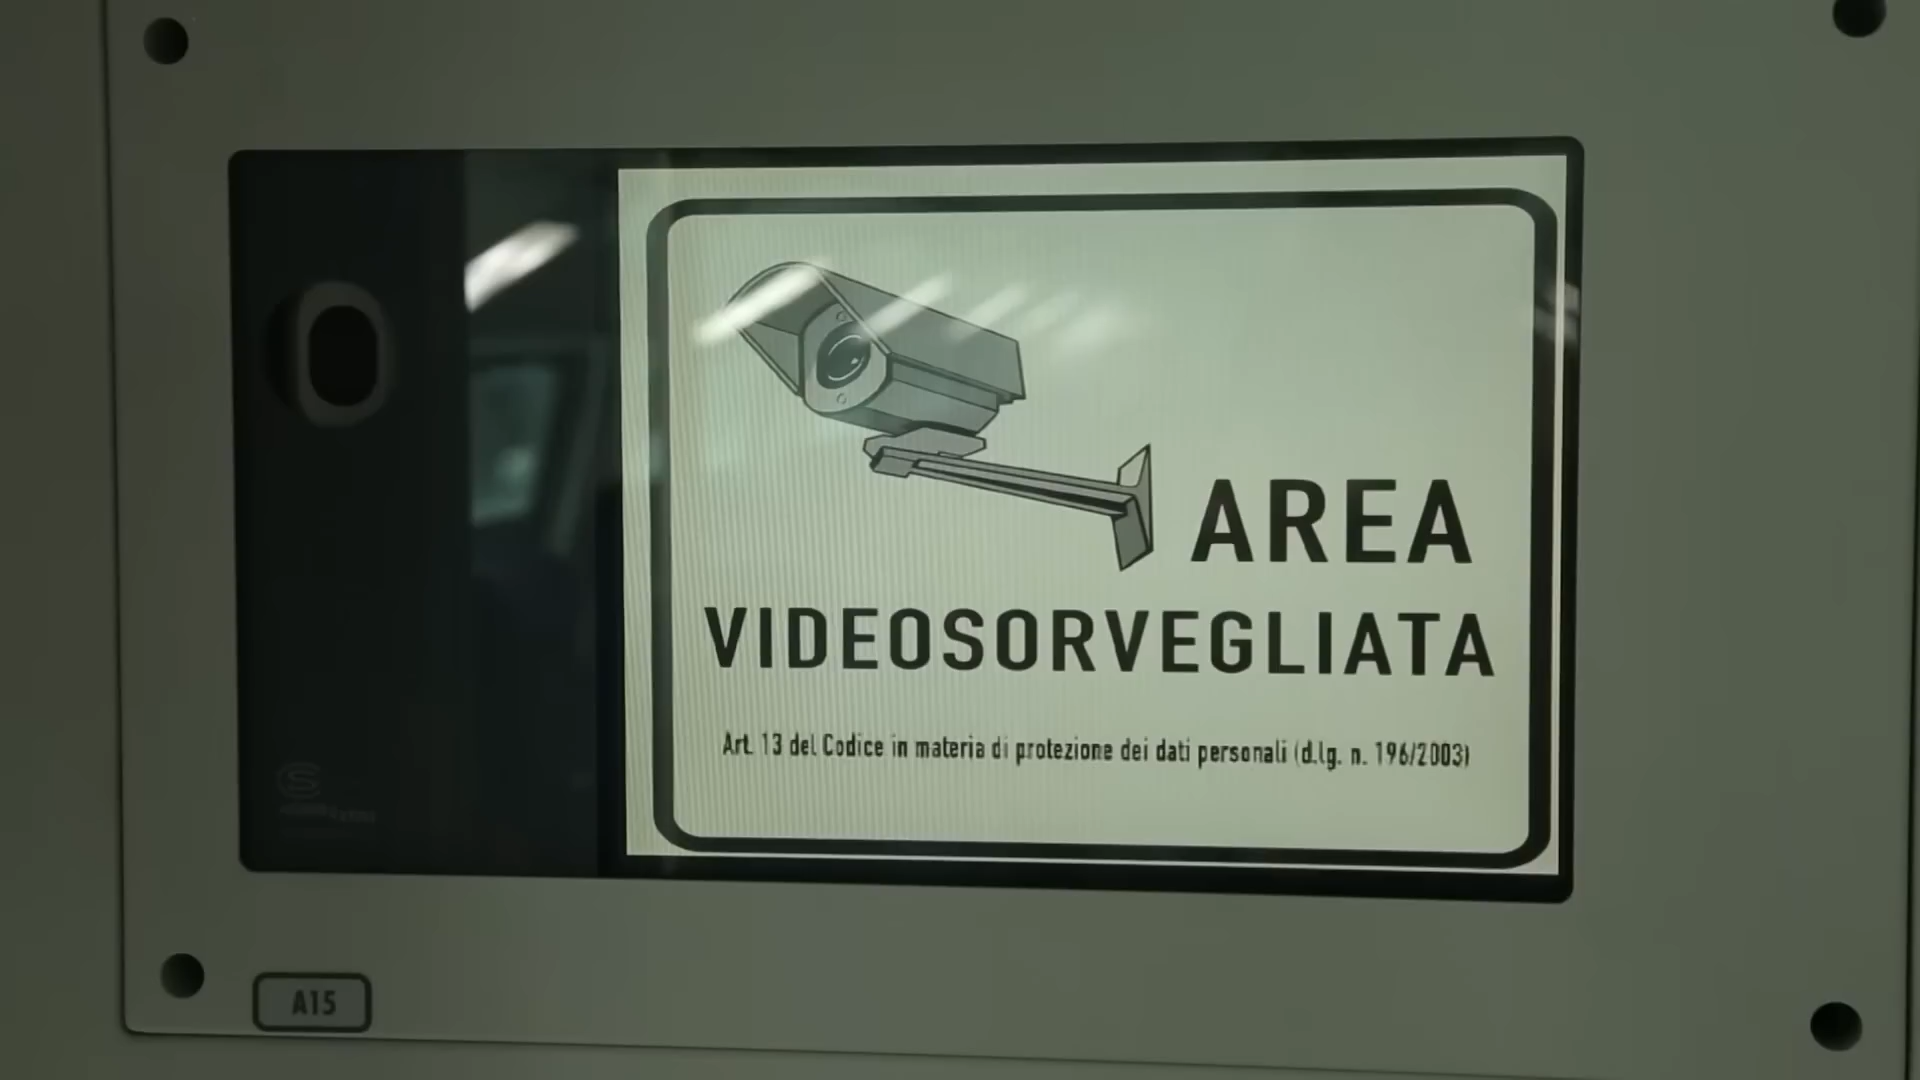 AREA
VIDEOSORVEGLIATA
Art. 13 del Codice in materia di protezione dei dati personali (d.lg. n. 196/2003)
A15